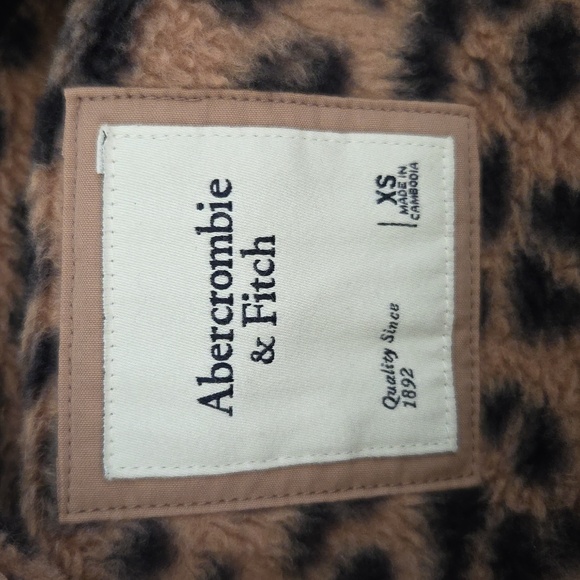 Abercrombie
& Fitch
Quality Since
1892
XS
MADE IN
CAMBODIA